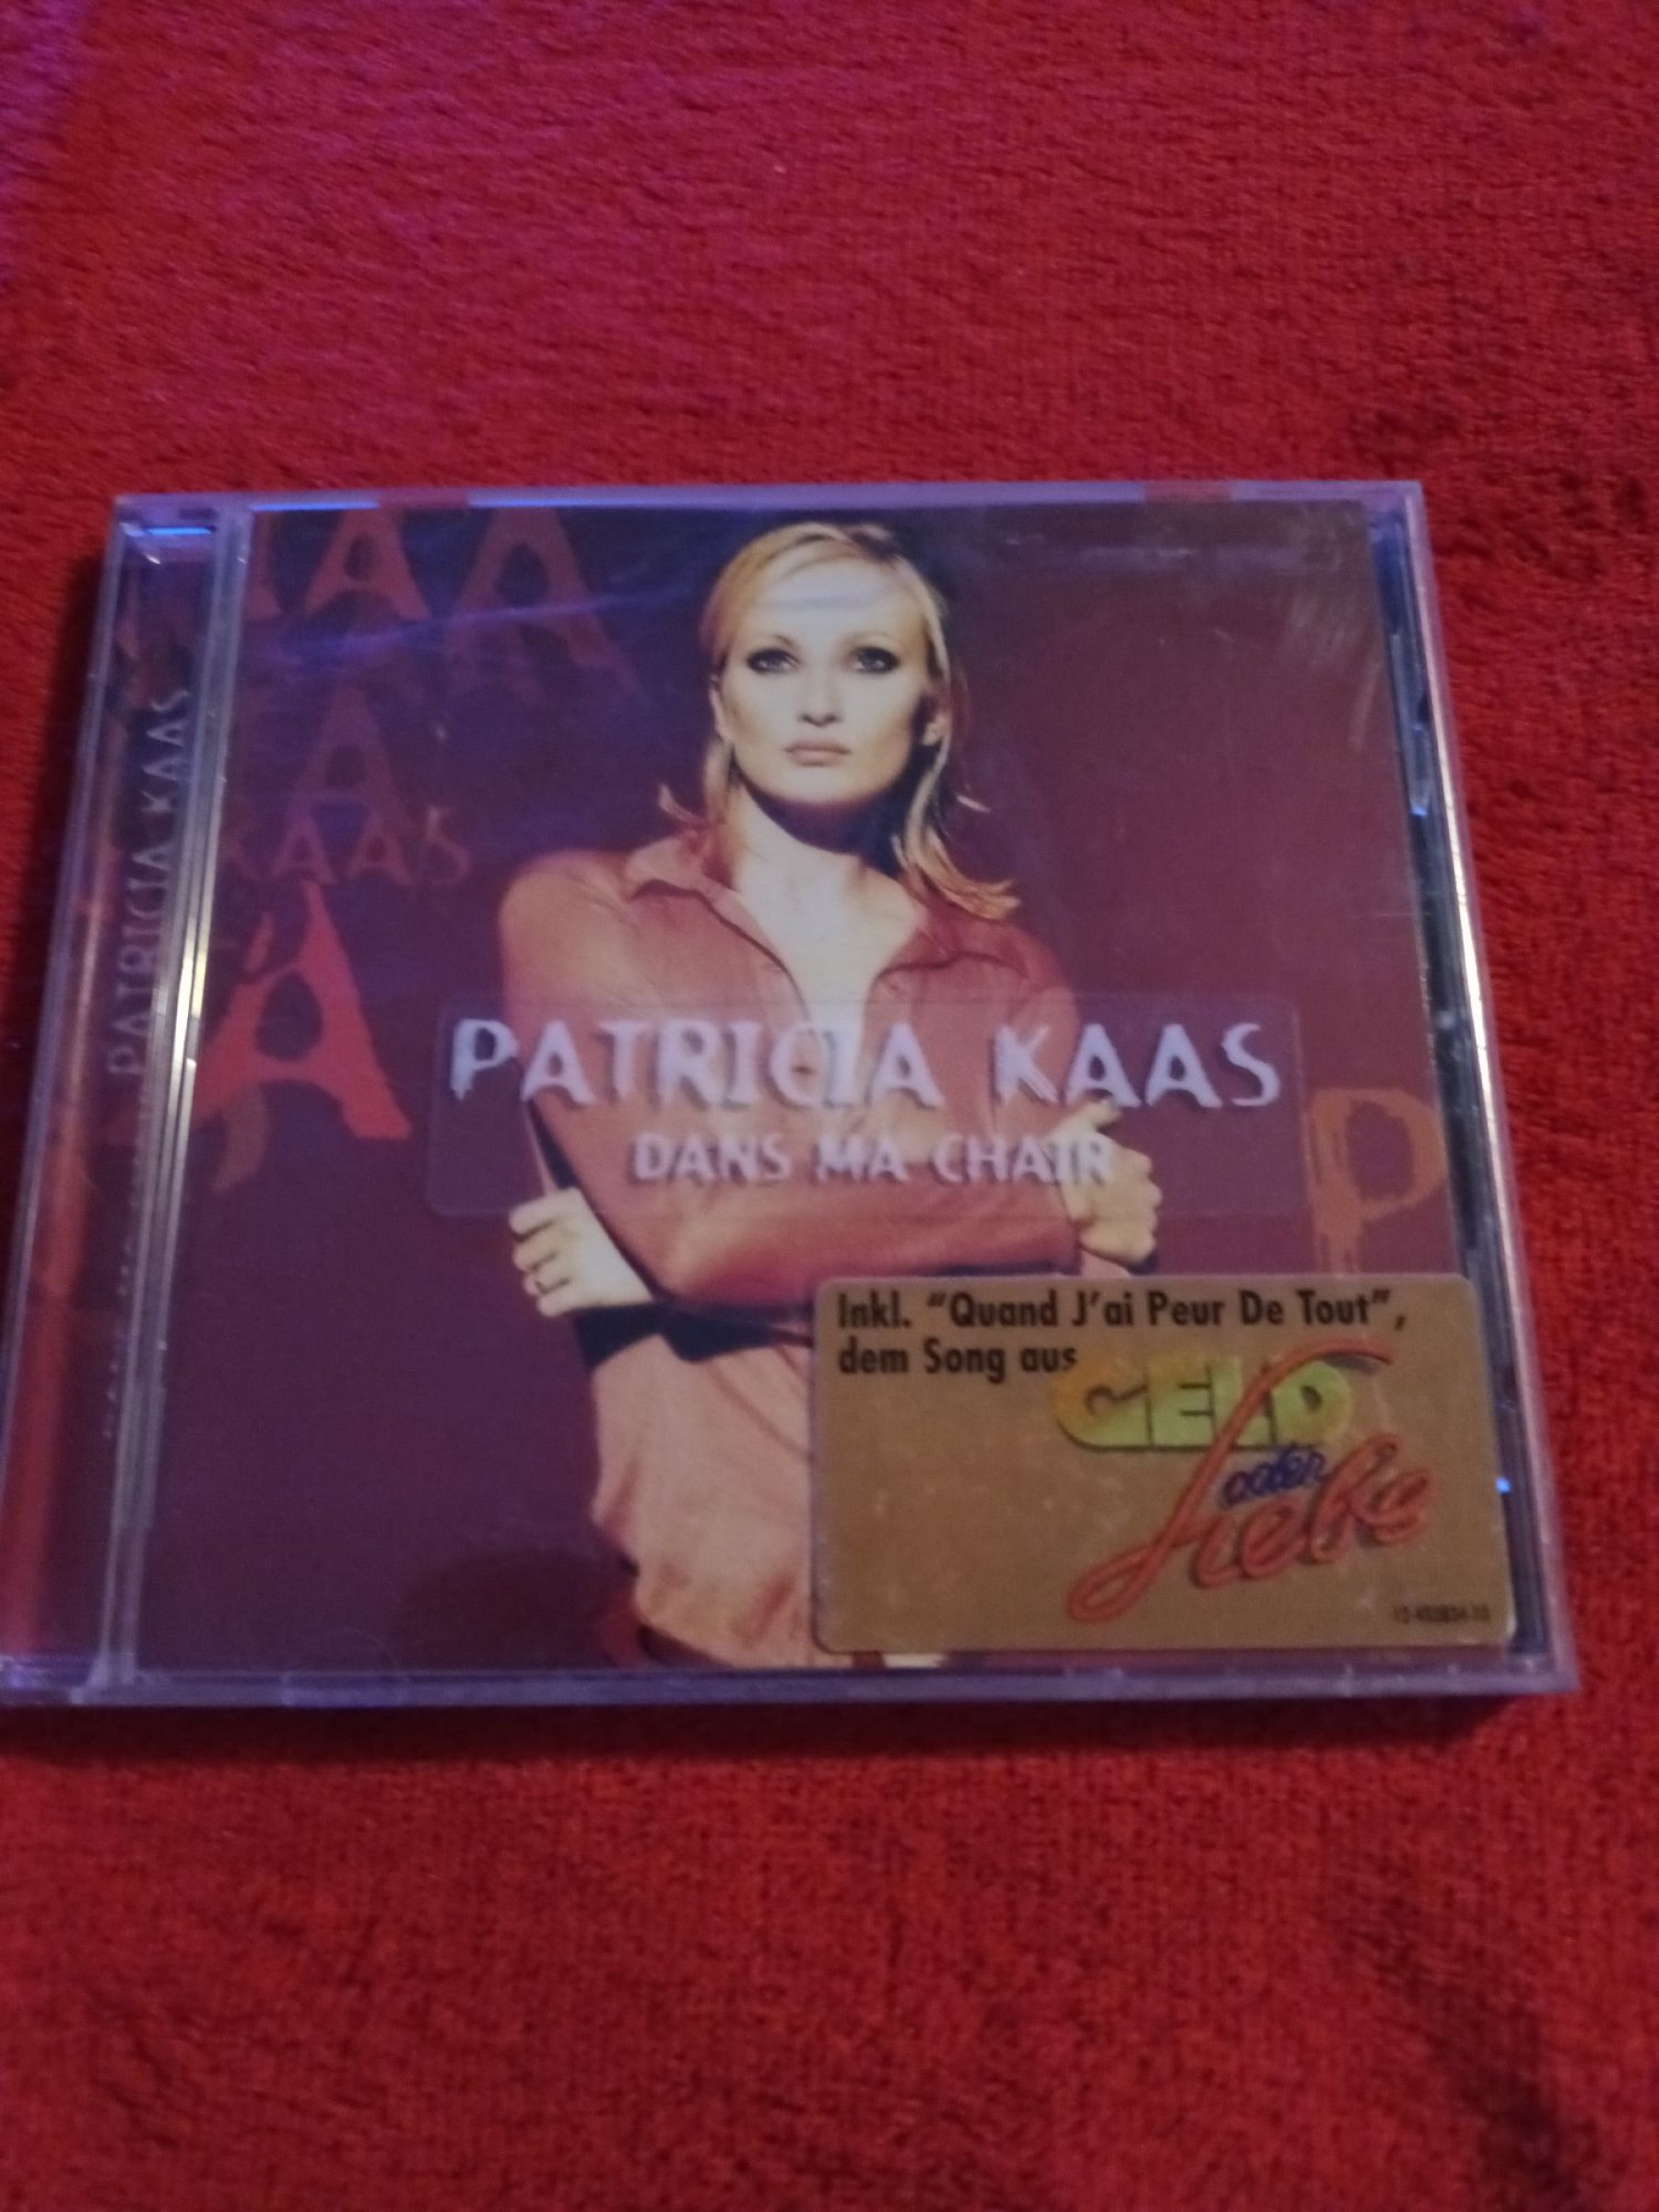 KAAS
PATRICIA KAAS
PATRICIA KAAS
DANS MA CHAIR
P
Inkl. "Quand J'ai Peur De Tout",
dem Song aus
GELD
oder
Liebe